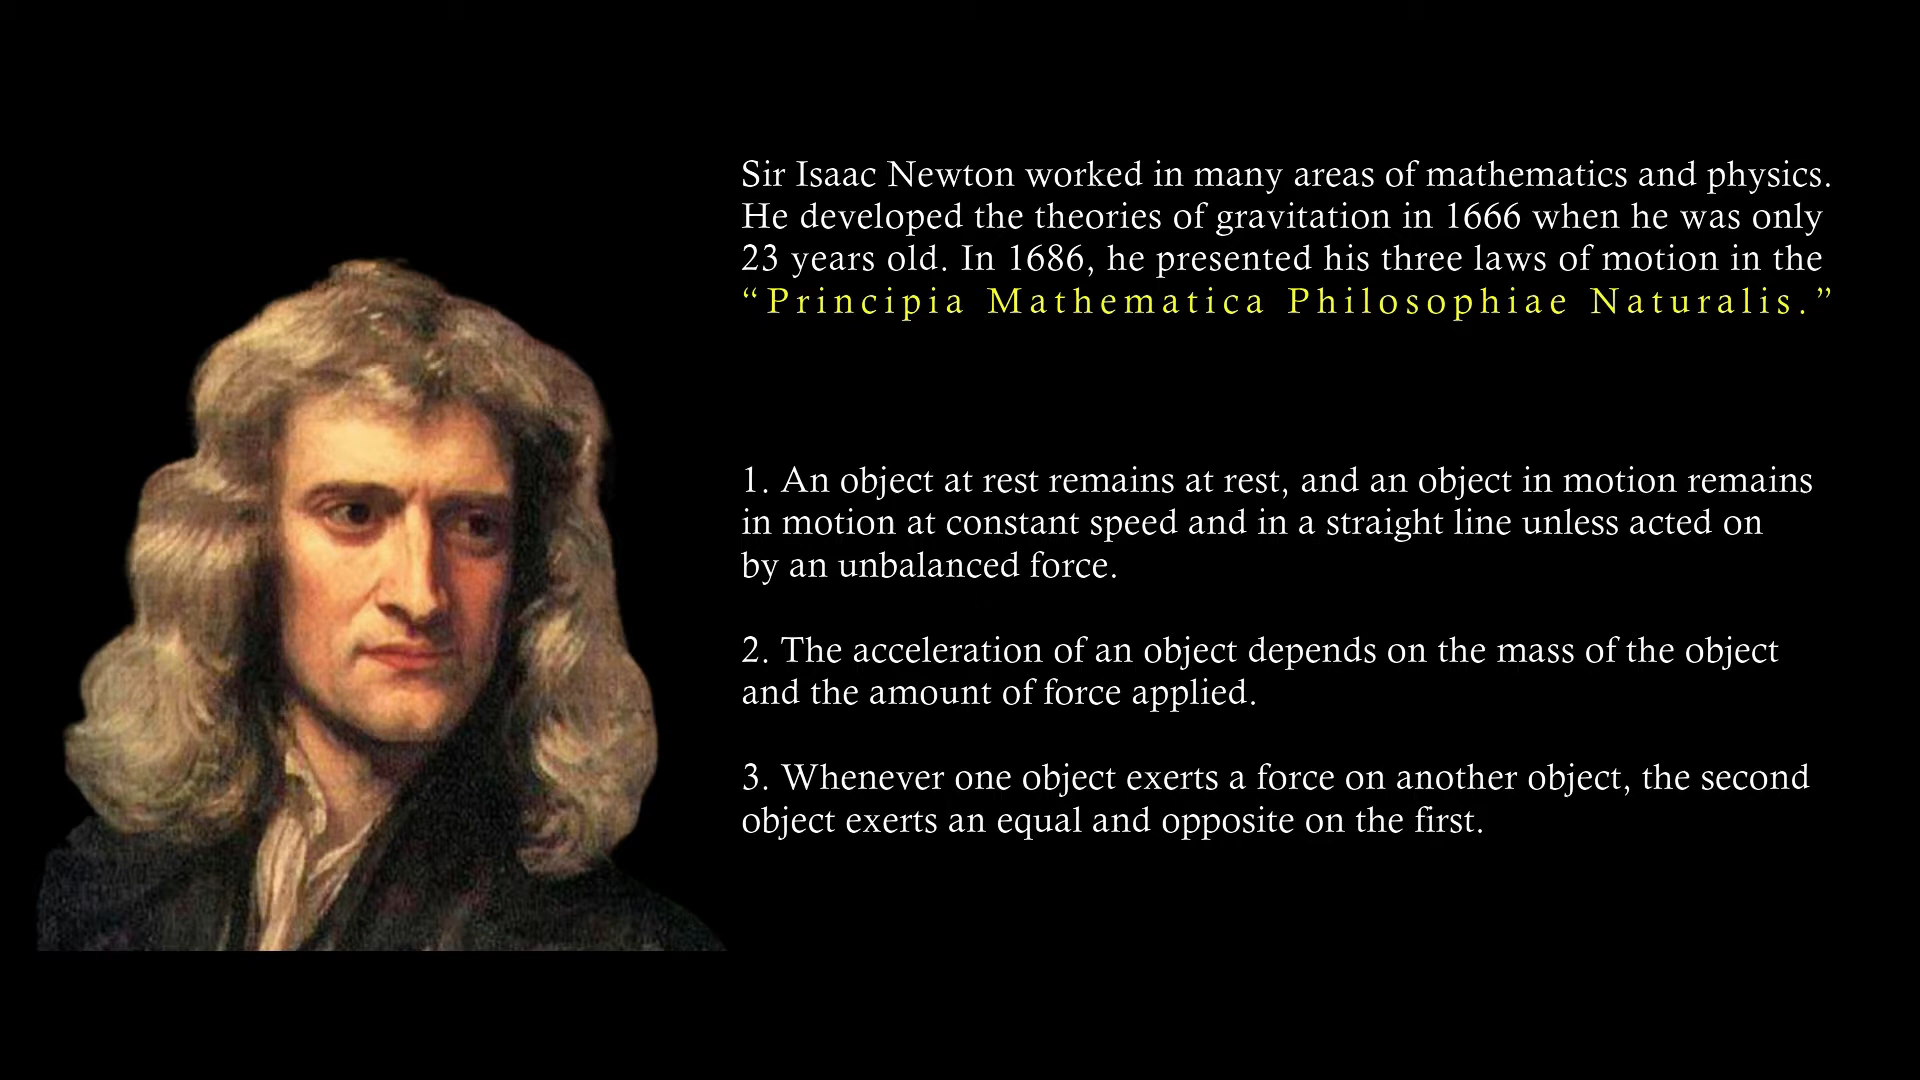 Sir Isaac Newton worked in many areas of mathematics and physics.
He developed the theories of gravitation in 1666 when he was only
23 years old. In 1686, he presented his three laws of motion in the
“Principia Mathematica Philosophiae Naturalis.”
1. An object at rest remains at rest, and an object in motion remains
in motion at constant speed and in a straight line unless acted on
by an unbalanced force.
2. The acceleration of an object depends on the mass of the object
and the amount of force applied.
3. Whenever one object exerts a force on another object, the second
object exerts an equal and opposite on the first.